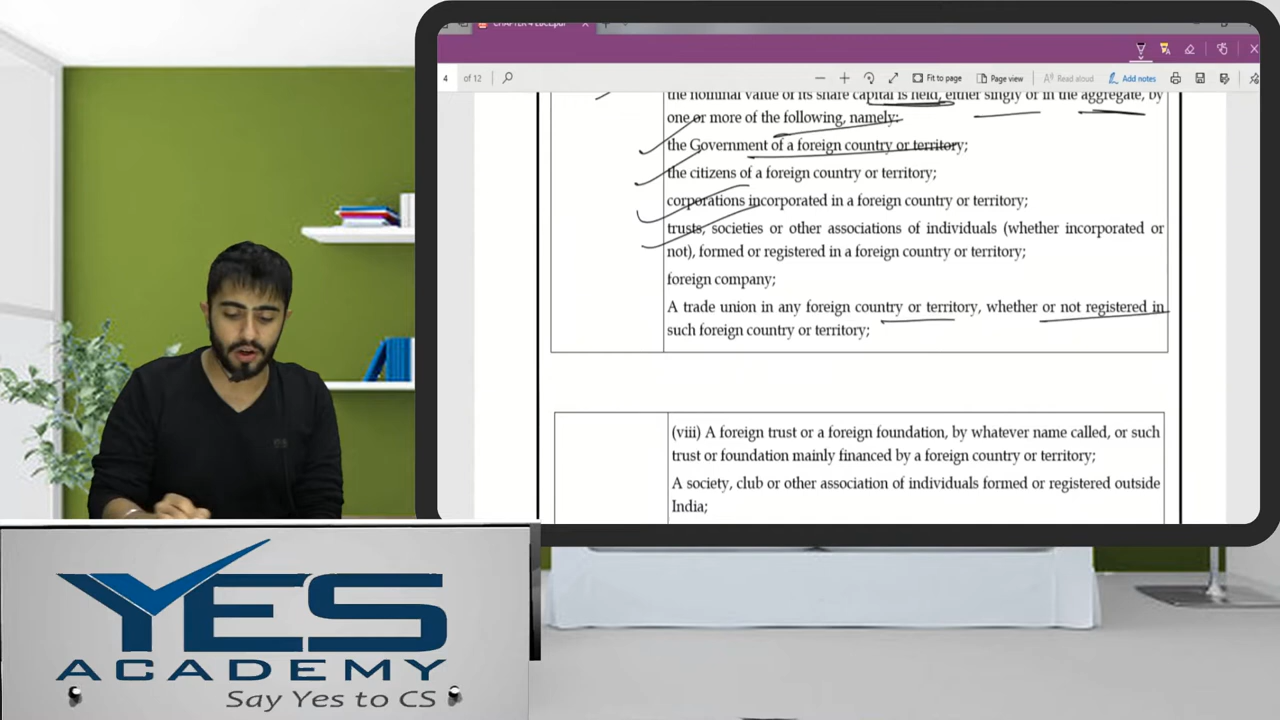 CHAPTER 4 EBCL.pdf
4 of 12
Fit to page
Page view
Read aloud
Add notes
the nominal value of its share capital is held, either singly or in the aggregate, by
one or more of the following, namely:
the Government of a foreign country or territory;
the citizens of a foreign country or territory;
corporations incorporated in a foreign country or territory;
trusts, societies or other associations of individuals (whether incorporated or
not), formed or registered in a foreign country or territory;
foreign company;
A trade union in any foreign country or territory, whether or not registered in
such foreign country or territory;
(viii) A foreign trust or a foreign foundation, by whatever name called, or such
trust or foundation mainly financed by a foreign country or territory;
A society, club or other association of individuals formed or registered outside
India;
YES
ACADEMY
Say Yes to CS